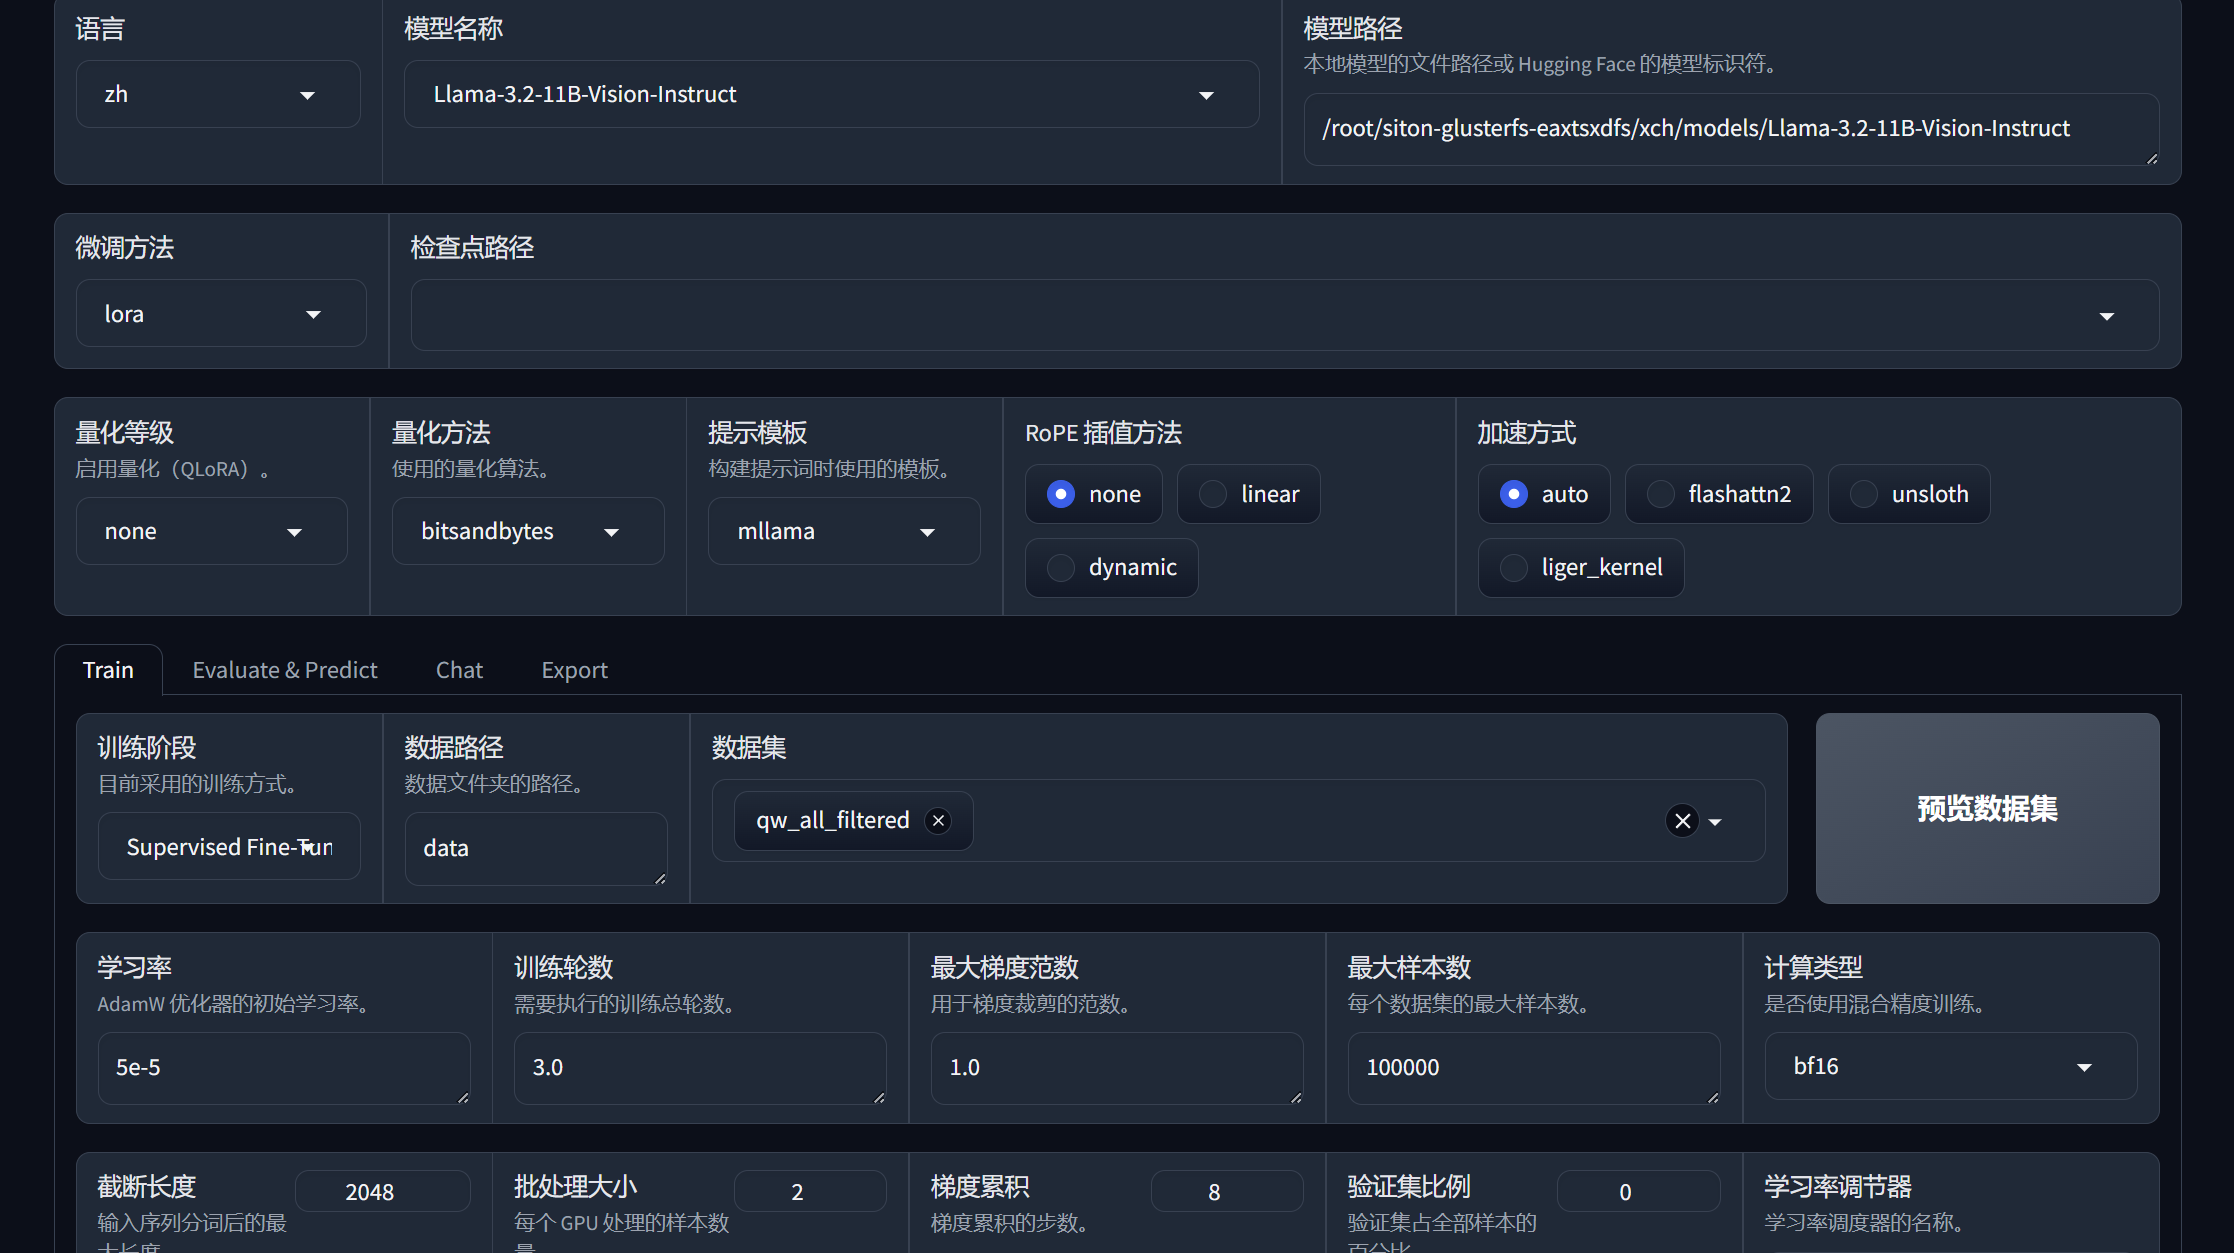 语言
zh
模型名称
Llama-3.2-11B-Vision-Instruct
模型路径
本地模型的文件路径或 Hugging Face 的模型标识符。
/root/siton-glusterfs-eaxtsxdfs/xch/models/Llama-3.2-11B-Vision-Instruct
微调方法
lora
检查点路径
量化等级
启用量化（QLoRA）。
none
量化方法
使用的量化算法。
bitsandbytes
提示模板
构建提示词时使用的模板。
mllama
RoPE 插值方法
none
linear
dynamic
加速方式
auto
flashattn2
unsloth
liger_kernel
Train
Evaluate & Predict
Chat
Export
训练阶段
目前采用的训练方式。
Supervised Fine-Tun
数据路径
数据文件夹的路径。
data
数据集
qw_all_filtered
预览数据集
学习率
AdamW 优化器的初始学习率。
5e-5
训练轮数
需要执行的训练总轮数。
3.0
最大梯度范数
用于梯度裁剪的范数。
1.0
最大样本数
每个数据集的最大样本数。
100000
计算类型
是否使用混合精度训练。
bf16
截断长度
2048
输入序列分词后的最
大长度
批处理大小
2
每个 GPU 处理的样本数
量
梯度累积
8
梯度累积的步数。
验证集比例
0
验证集占全部样本的
百分比
学习率调节器
学习率调度器的名称。